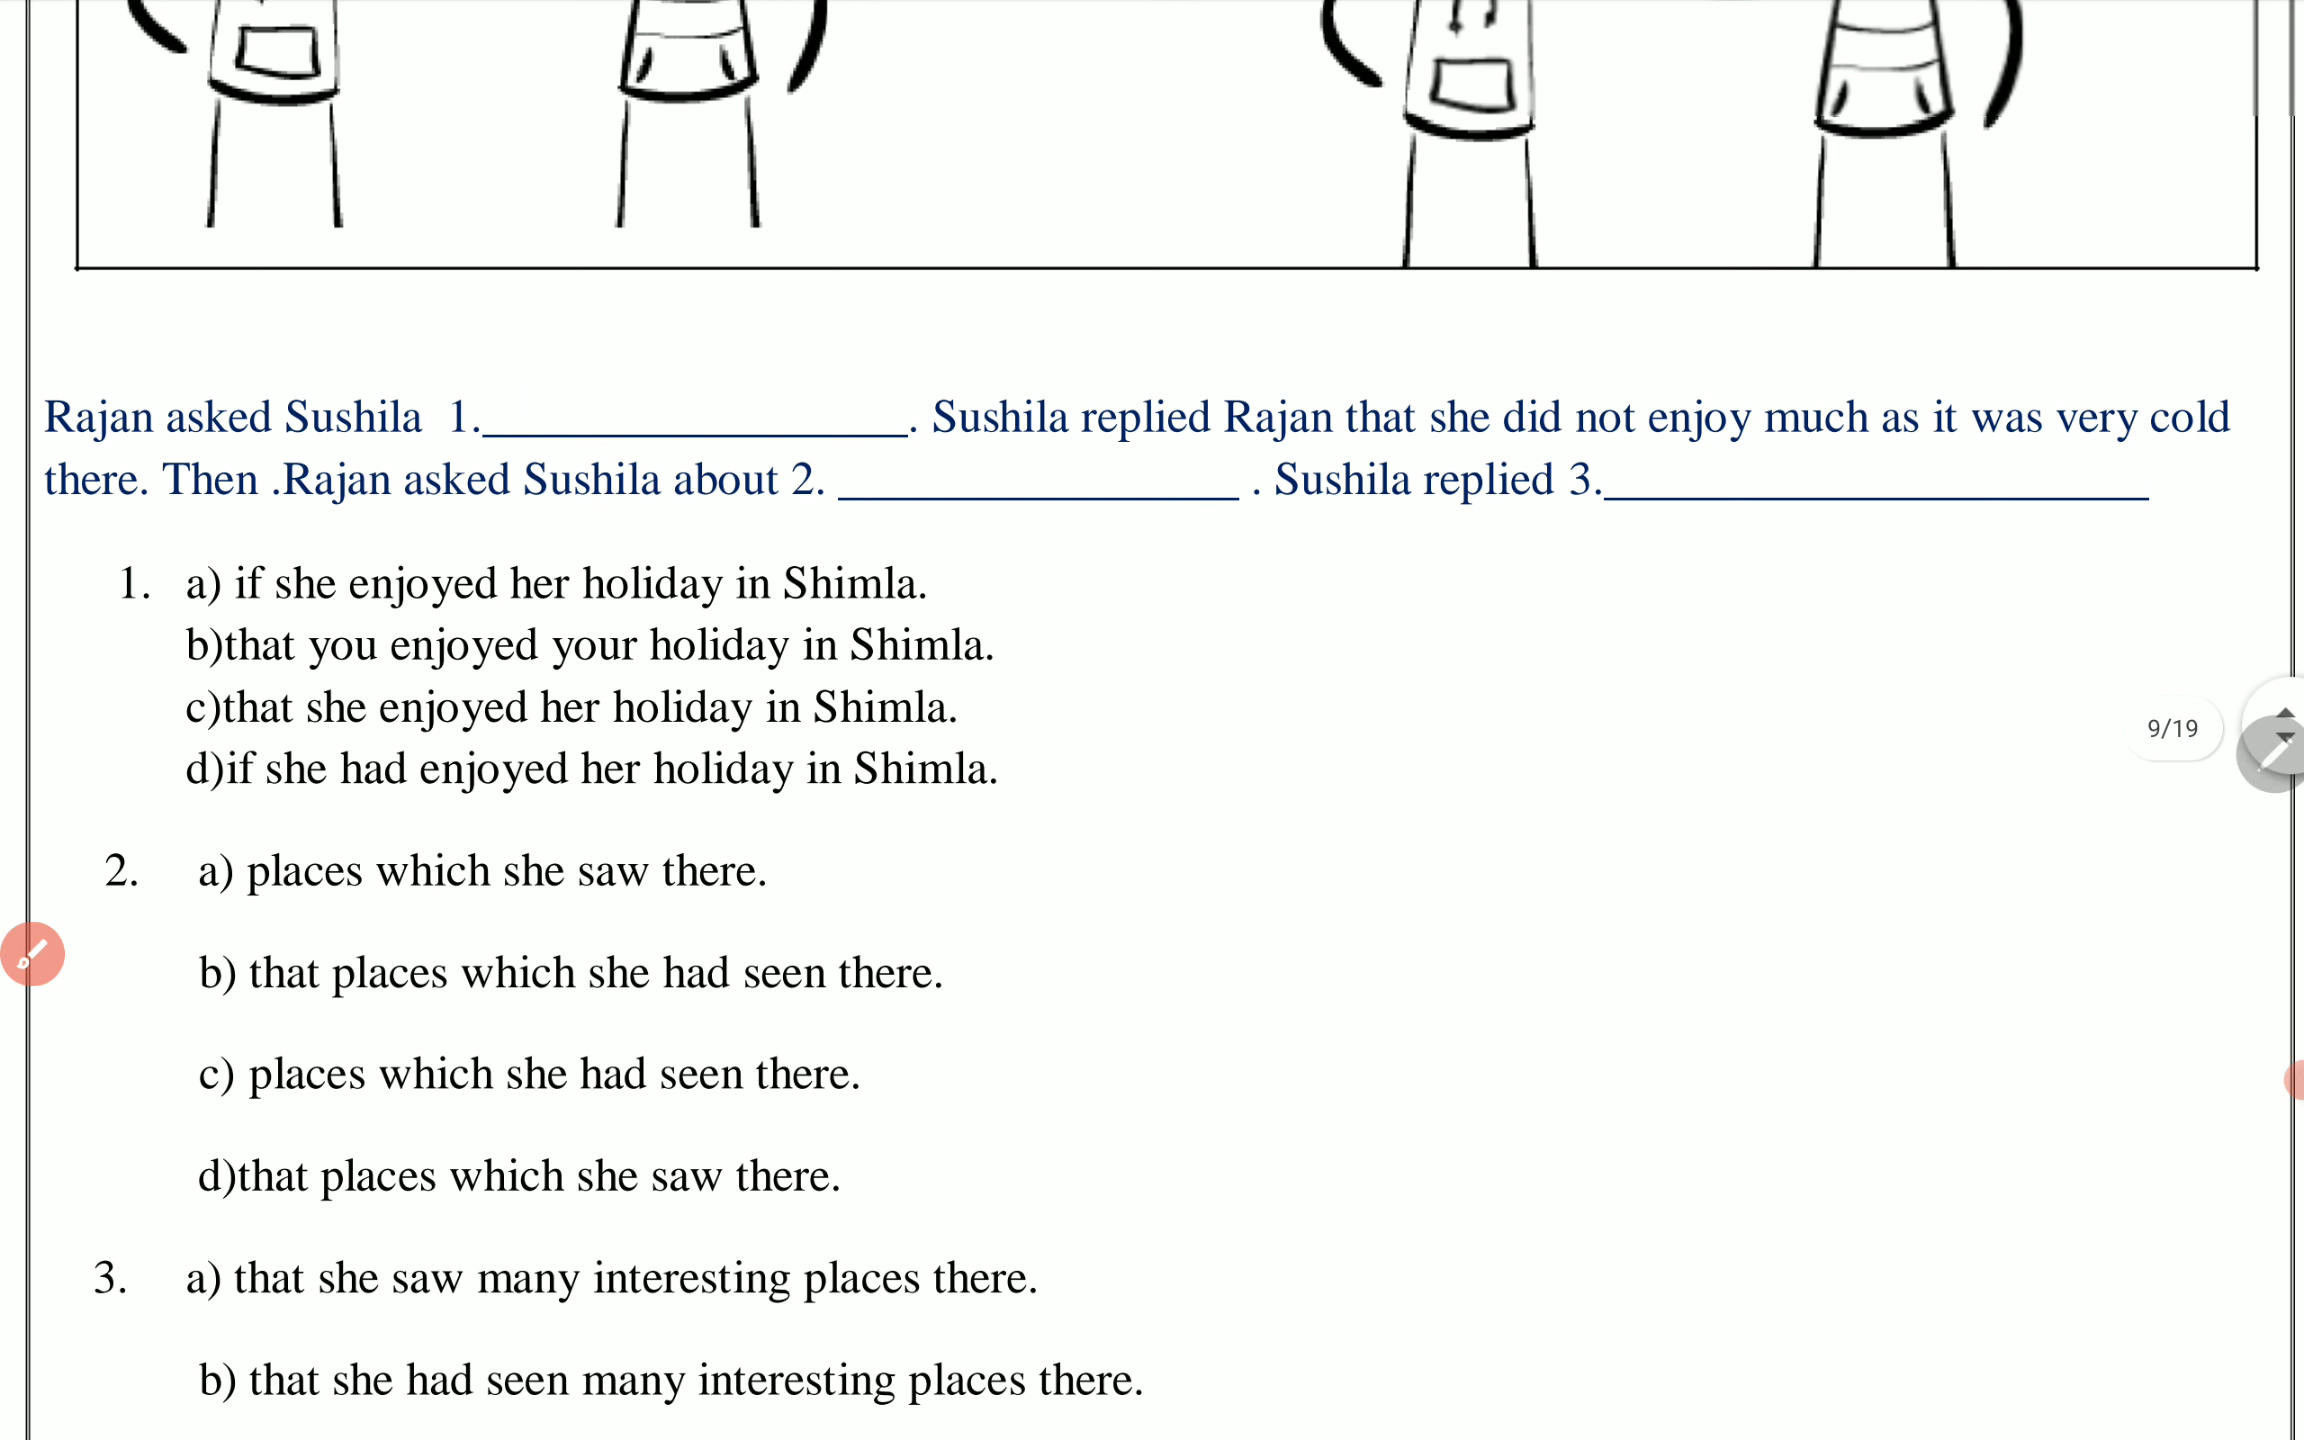 Rajan asked Sushila 1.___________________. Sushila replied Rajan that she did not enjoy much as it was very cold
there. Then .Rajan asked Sushila about 2. __________________ . Sushila replied 3.________________________
1. a) if she enjoyed her holiday in Shimla.
b)that you enjoyed your holiday in Shimla.
c)that she enjoyed her holiday in Shimla.
d)if she had enjoyed her holiday in Shimla.
9/19
2. a) places which she saw there.
b) that places which she had seen there.
c) places which she had seen there.
d)that places which she saw there.
3. a) that she saw many interesting places there.
b) that she had seen many interesting places there.